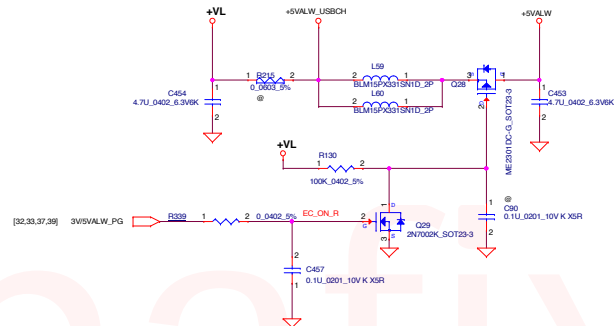 +VL
+5VALW_USBCH
+5VALW
C454
4.7U_0402_6.3V6K
1
2
1
R215
2
0_0603_5%
@
2
L59
1
BLM15PX331SN1D_2P
2
L60
1
BLM15PX331SN1D_2P
3
Q28
1
ME2301DC-G_SOT23-3
1
2
C453
4.7U_0402_6.3V6K
+VL
1
R130
2
100K_0402_5%
[32,33,37,39]
3V/5VALW_PG
R339
1
2
0_0402_5%
EC_ON_R
2
G
1
D
3
S
Q29
2N7002K_SOT23-3
@
C90
0.1U_0201_10V K X5R
1
2
2
1
C457
0.1U_0201_10V K X5R